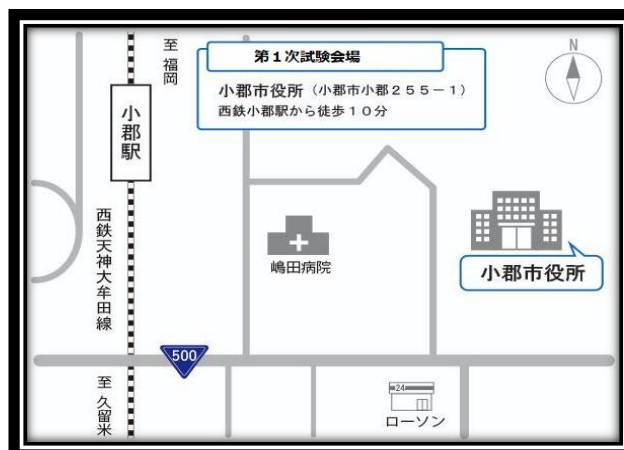 第１次試験会場
小郡市役所（小郡市小郡２５５－１）
西鉄小郡駅から徒歩１０分
N
至 福岡
小郡駅
西鉄天神大牟田線
嶋田病院
小郡市役所
500
至 久留米
24
ローソン